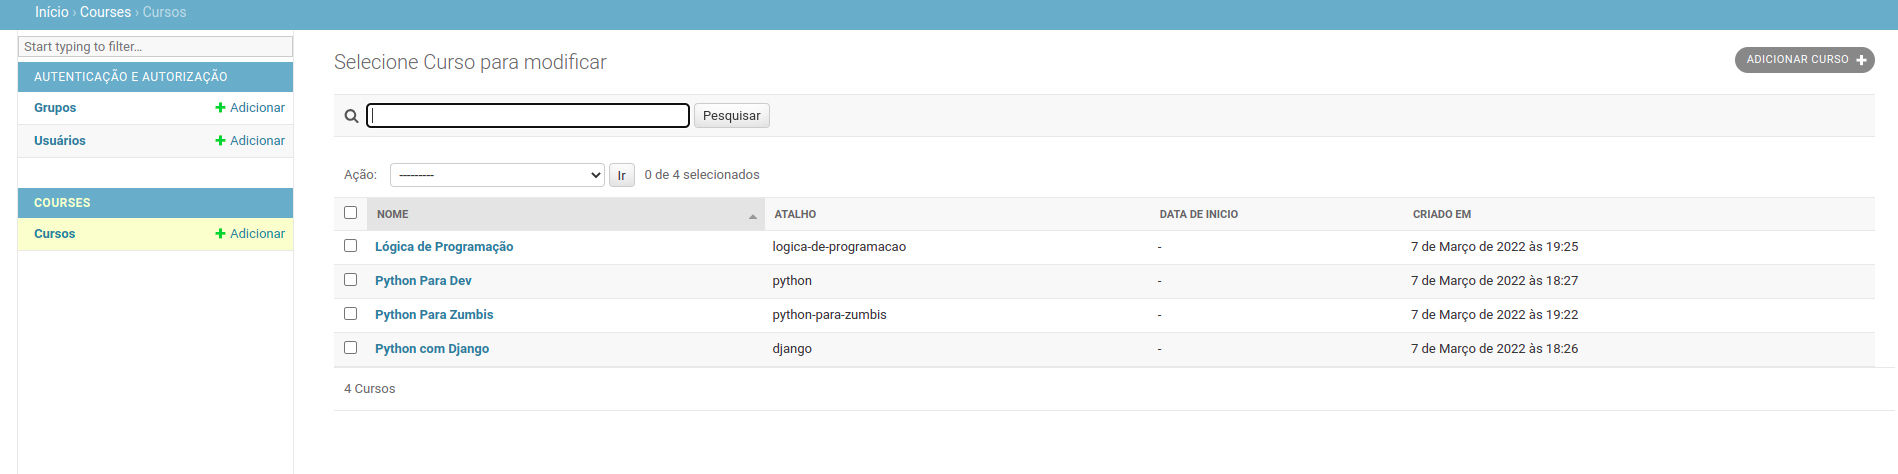 Início › Courses › Cursos
Start typing to filter...
AUTENTICAÇÃO E AUTORIZAÇÃO
Grupos Adicionar
Usuários Adicionar
COURSES
Cursos Adicionar
Selecione Curso para modificar
ADICIONAR CURSO
Pesquisar
Ação: --------- Ir 0 de 4 selecionados
NOME ATALHO DATA DE INICIO CRIADO EM
Lógica de Programação logica-de-programacao - 7 de Março de 2022 às 19:25
Python Para Dev python - 7 de Março de 2022 às 18:27
Python Para Zumbis python-para-zumbis - 7 de Março de 2022 às 19:22
Python com Django django - 7 de Março de 2022 às 18:26
4 Cursos